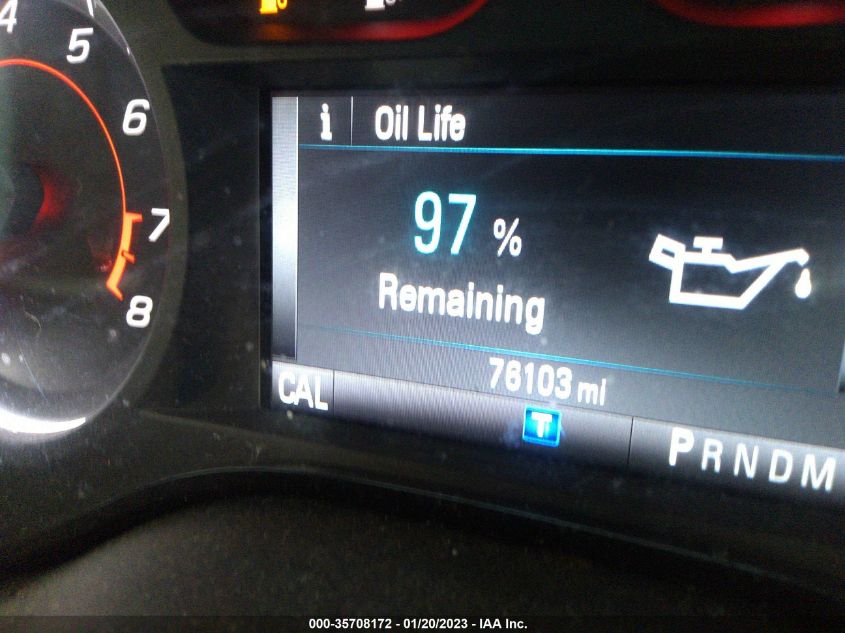 4
5
6
7
8
i Oil Life
97 %
Remaining
76103 mi
CAL
T
PRNDM
000-35708172 - 01/20/2023 - IAA Inc.